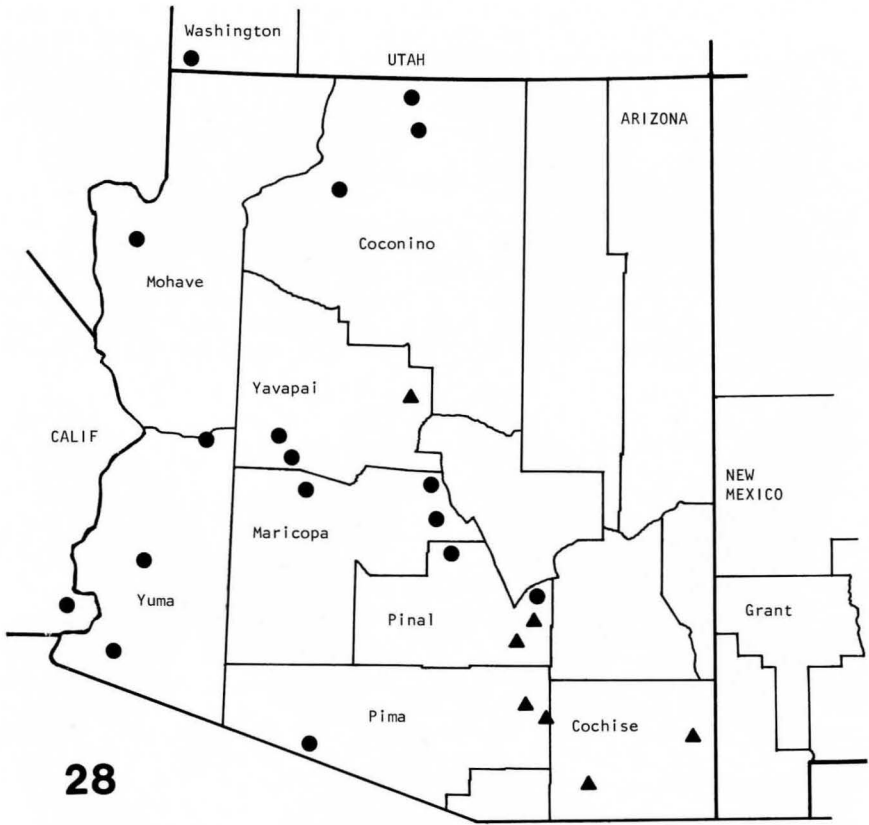 Washington
UTAH
ARIZONA
Coconino
Mohave
Yavapai
CALIF
NEW
MEXICO
Maricopa
Yuma
Pinal
Grant
Pima
Cochise
28